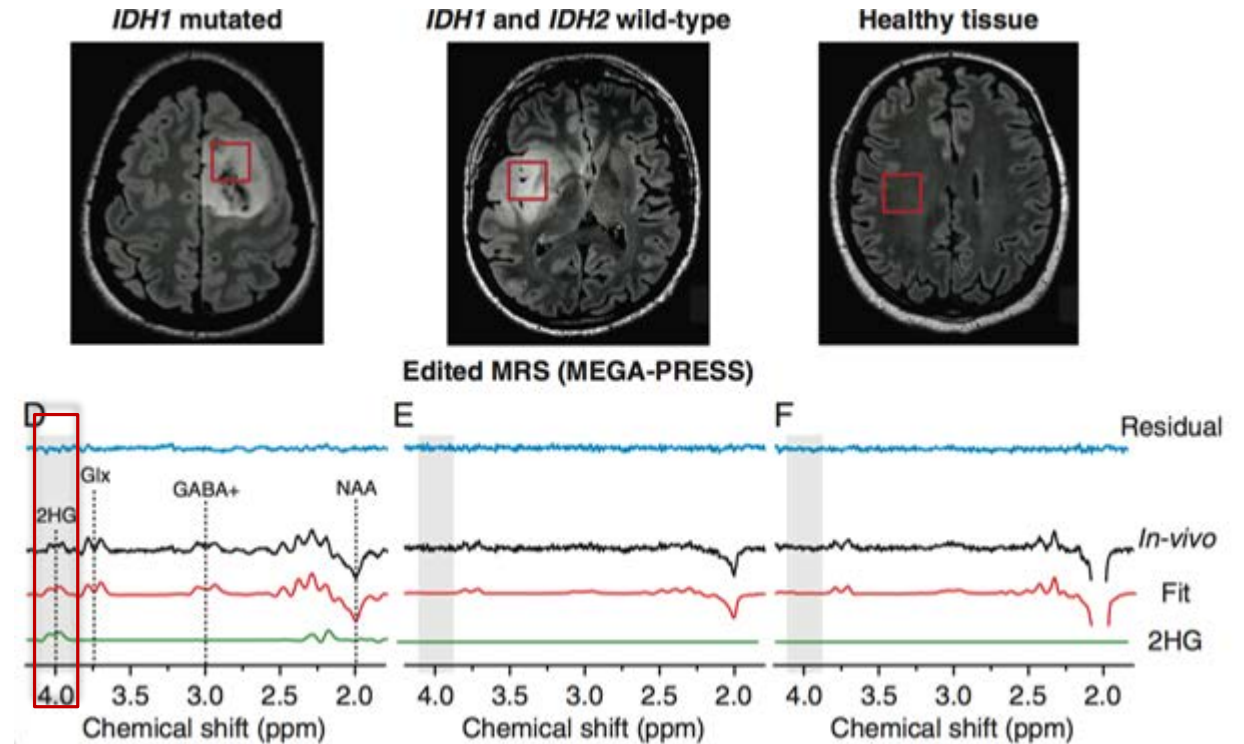 IDH1 mutated
IDH1 and IDH2 wild-type
Healthy tissue
Edited MRS (MEGA-PRESS)
D
E
F
Residual
Glx
GABA+
NAA
2HG
In-vivo
Fit
2HG
4.0 3.5 3.0 2.5 2.0
4.0 3.5 3.0 2.5 2.0
4.0 3.5 3.0 2.5 2.0
Chemical shift (ppm)
Chemical shift (ppm)
Chemical shift (ppm)